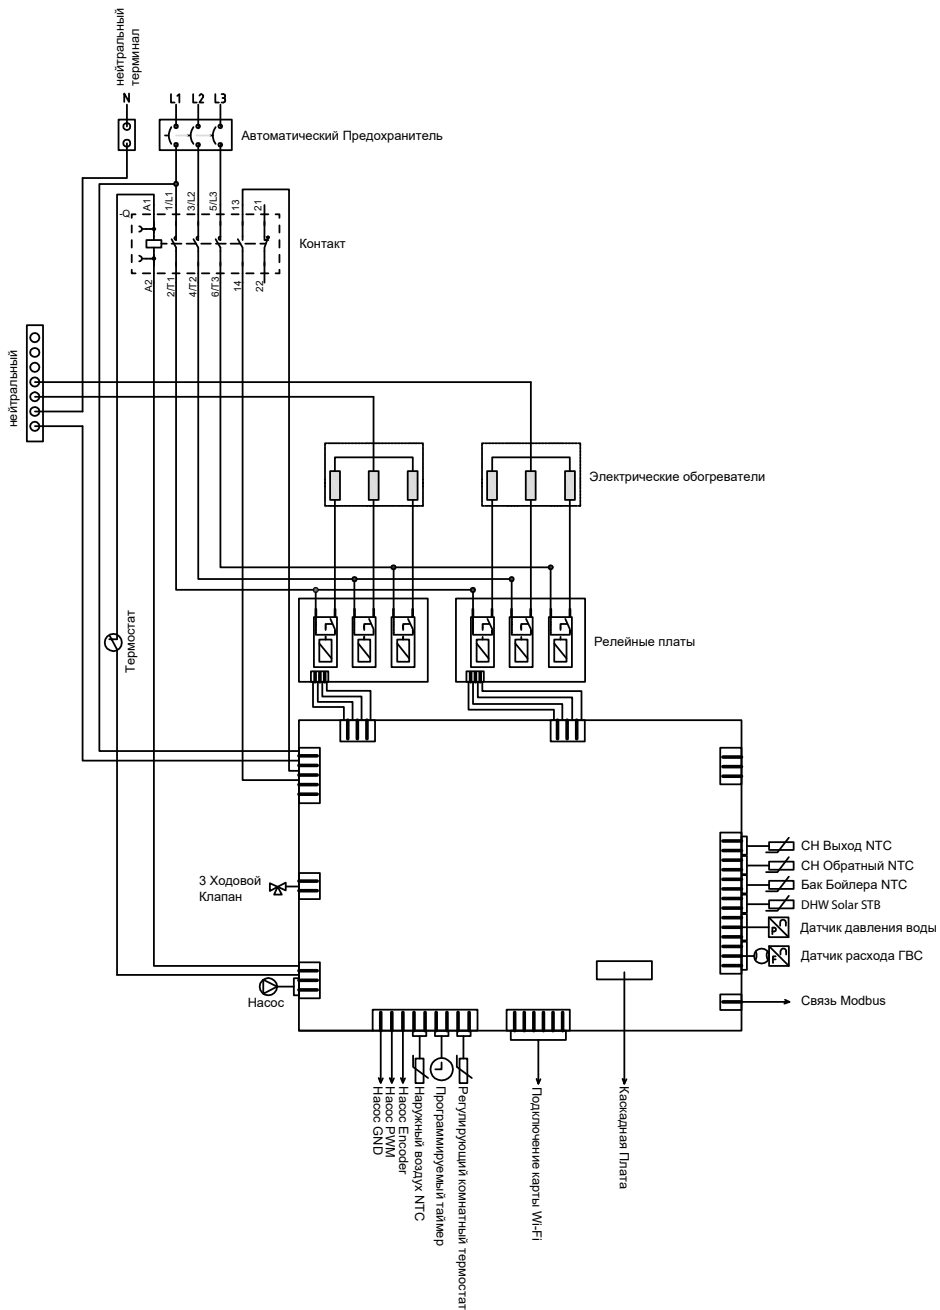 нейтральный
терминал
N
L1 L2 L3
Автоматический Предохранитель
-Q
A1
1/L1
3/L2
5/L3
13
21
Контакт
A2
2/T1
4/T2
6/T3
14
22
нейтральный
Электрические обогреватели
Термостат
Релейные платы
3 Ходовой
Клапан
Насос
CH Выход NTC
CH Обратный NTC
Бак Бойлера NTC
DHW Solar STB
P
Датчик давления воды
F
Датчик расхода ГВС
Связь Modbus
Насос GND
Насос PWM
Насос Encoder
Наружный воздух NTC
Программируемый таймер
Регулирующий комнатный термостат
Подключение карты Wi-Fi
Каскадная Плата